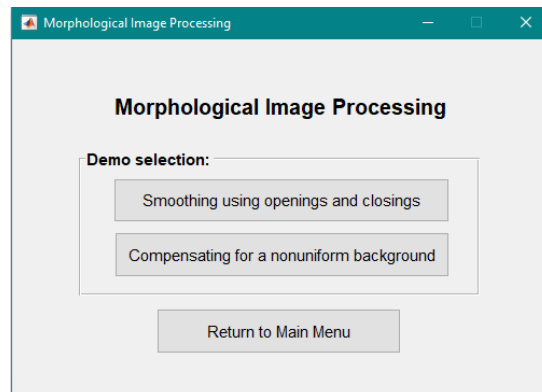 Morphological Image Processing
Morphological Image Processing
Demo selection:
Smoothing using openings and closings
Compensating for a nonuniform background
Return to Main Menu